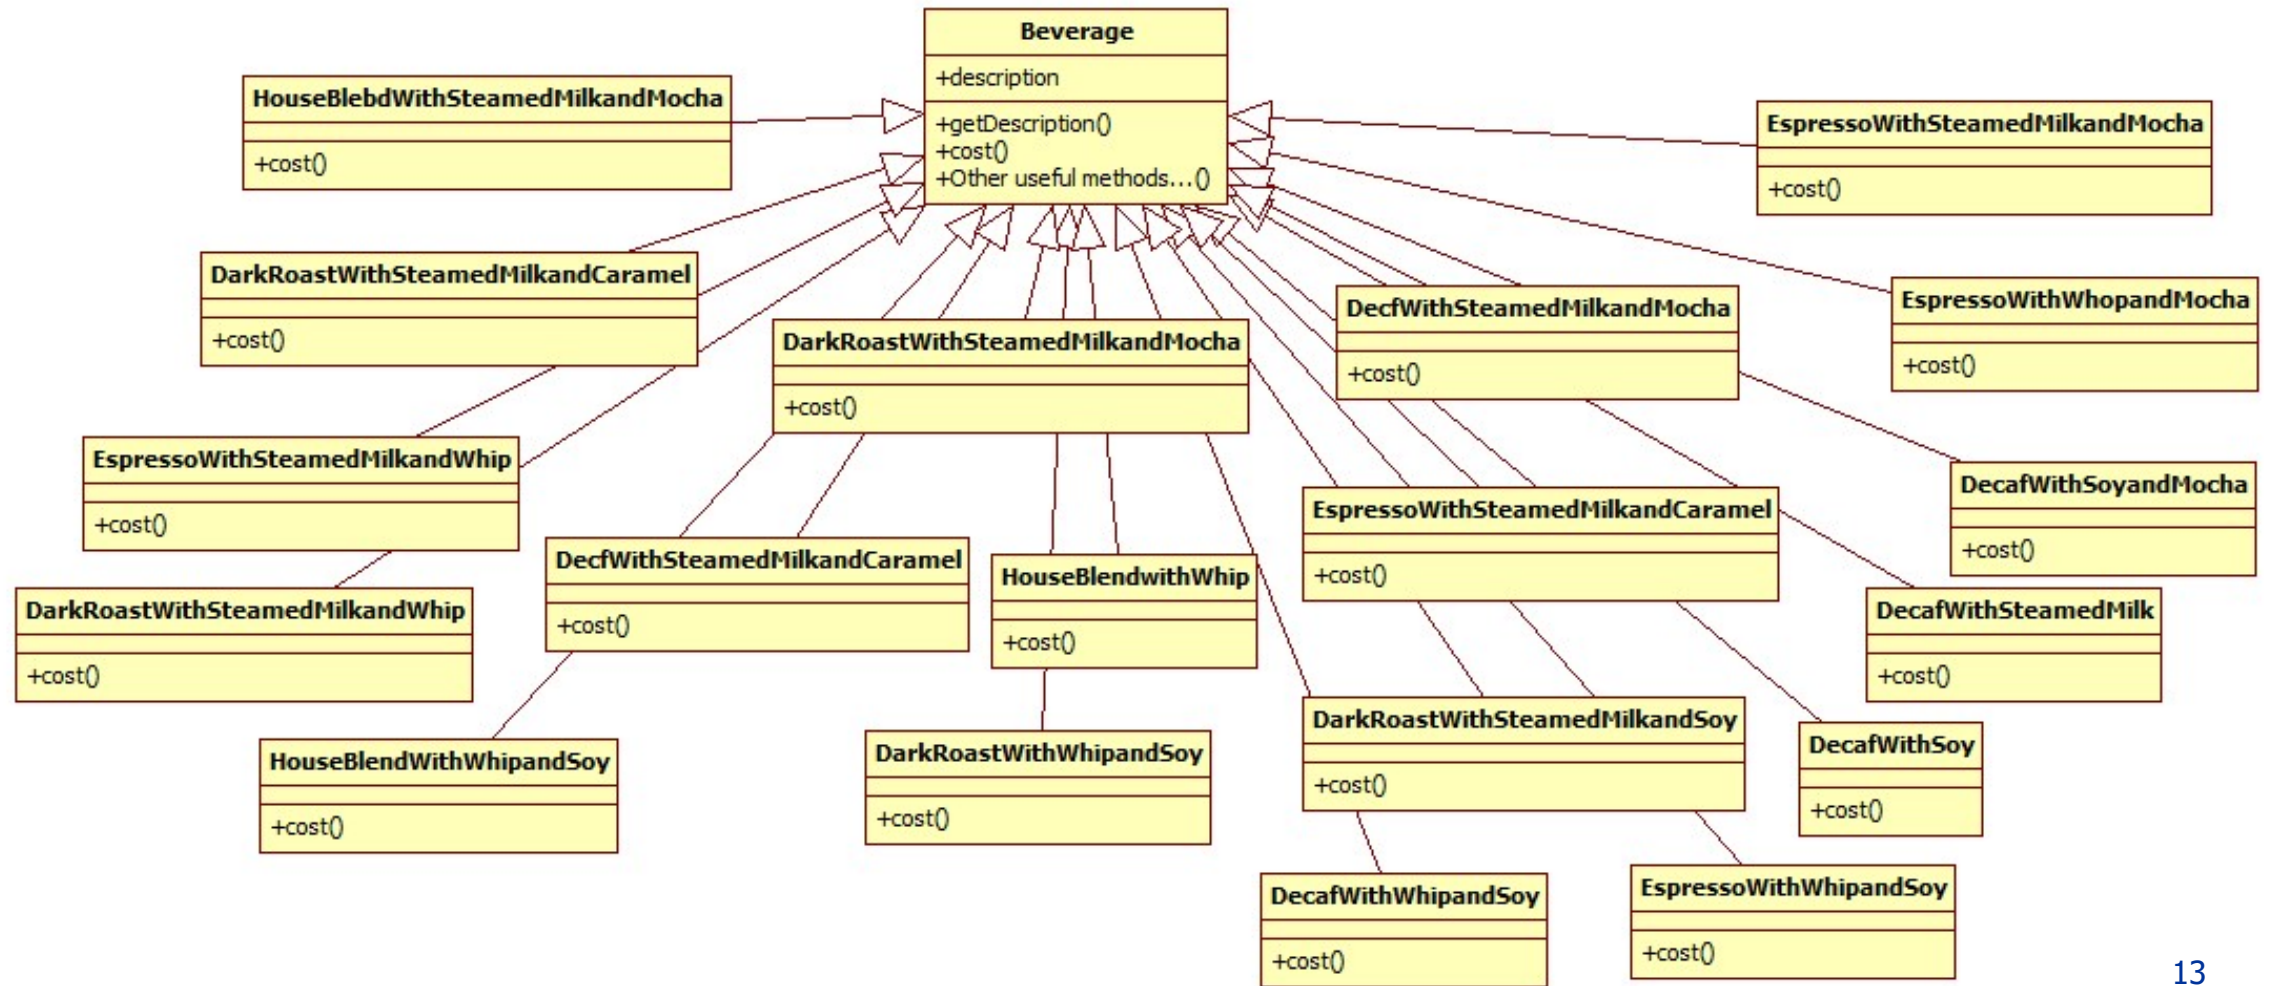 Beverage
+description
+getDescription()
+cost()
+Other useful methods...()
HouseBlebdWithSteamedMilkandMocha
+cost()
EspressoWithSteamedMilkandMocha
+cost()
DarkRoastWithSteamedMilkandCaramel
+cost()
DarkRoastWithSteamedMilkandMocha
+cost()
DecfWithSteamedMilkandMocha
+cost()
EspressoWithWhopandMocha
+cost()
EspressoWithSteamedMilkandWhip
+cost()
DecafWithSoyandMocha
+cost()
EspressoWithSteamedMilkandCaramel
+cost()
DecfWithSteamedMilkandCaramel
+cost()
HouseBlendwithWhip
+cost()
DarkRoastWithSteamedMilkandWhip
+cost()
DecafWithSteamedMilk
+cost()
DarkRoastWithSteamedMilkandSoy
+cost()
DecafWithSoy
+cost()
HouseBlendWithWhipandSoy
+cost()
DarkRoastWithWhipandSoy
+cost()
DecafWithWhipandSoy
+cost()
EspressoWithWhipandSoy
+cost()
13